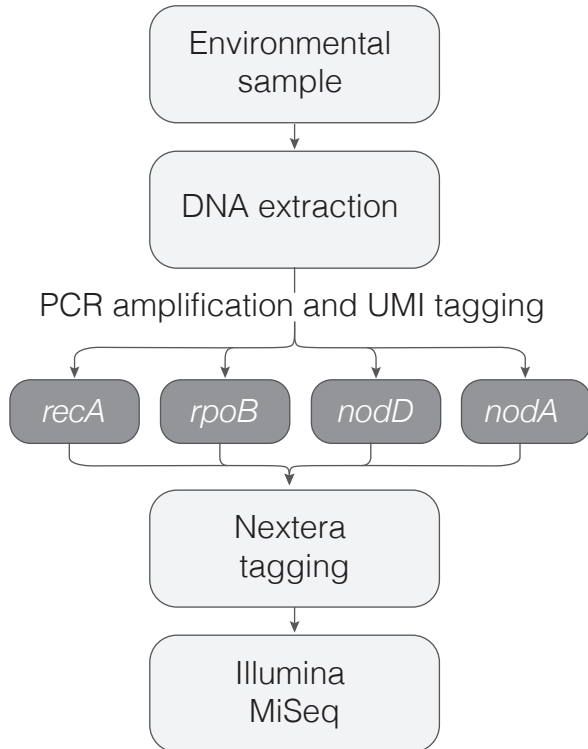 Environmental
sample
DNA extraction
PCR amplification and UMI tagging
recA
rpoB
nodD
nodA
Nextera
tagging
Illumina
MiSeq